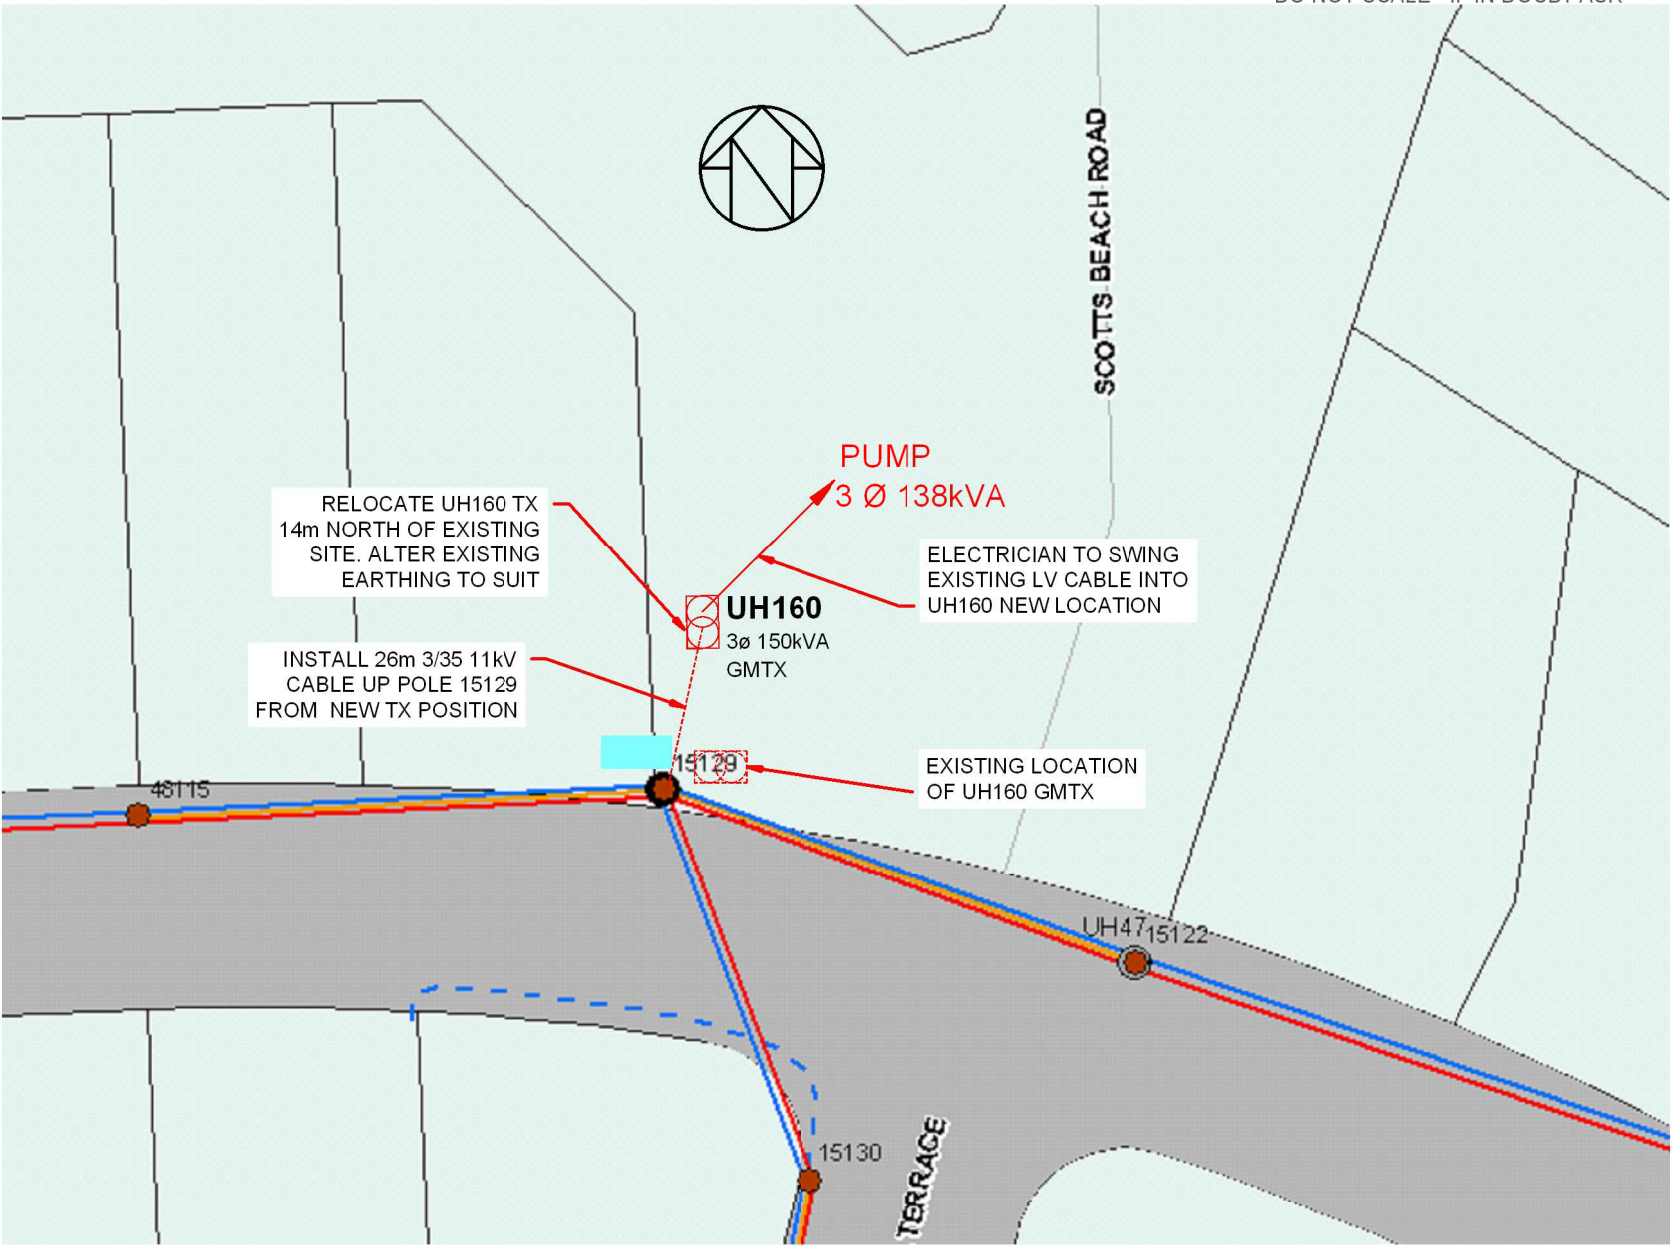 SCOTTS BEACH ROAD
PUMP
3 Ø 138kVA
RELOCATE UH160 TX
14m NORTH OF EXISTING
SITE. ALTER EXISTING
EARTHING TO SUIT
ELECTRICIAN TO SWING
EXISTING LV CABLE INTO
UH160 NEW LOCATION
UH160
3ø 150kVA
GMTX
INSTALL 26m 3/35 11kV
CABLE UP POLE 15129
FROM NEW TX POSITION
15129
EXISTING LOCATION
OF UH160 GMTX
48115
UH47
15122
15130
TERRACE